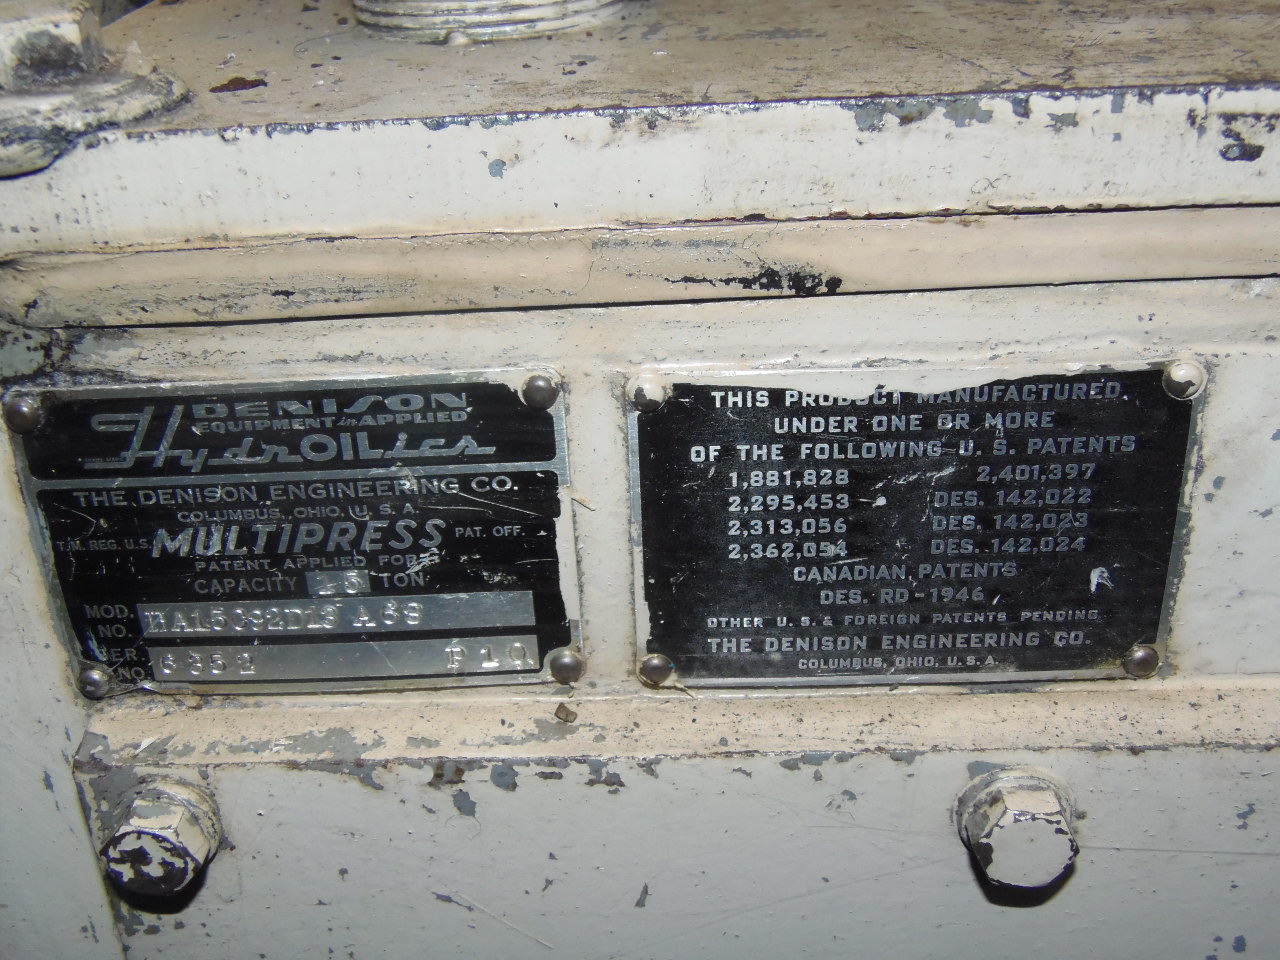 DENISON
EQUIPMENT in APPLIED
HydrOILics
THE DENISON ENGINEERING CO.
COLUMBUS, OHIO, U. S. A.
T.M. REG. U.S. MULTIPRESS PAT. OFF.
PATENT APPLIED FOR
CAPACITY 15 TON
MOD. NO. A68
SER. NO. 6352 P10
THIS PRODUCT MANUFACTURED
UNDER ONE OR MORE
OF THE FOLLOWING U. S. PATENTS
1,881,828 2,401,397
2,295,453 DES. 142,022
2,313,056 DES. 142,023
2,362,054 DES. 142,024
CANADIAN PATENTS
DES. RD-1946
OTHER U.S. & FOREIGN PATENTS PENDING
THE DENISON ENGINEERING CO.
COLUMBUS, OHIO, U. S. A.